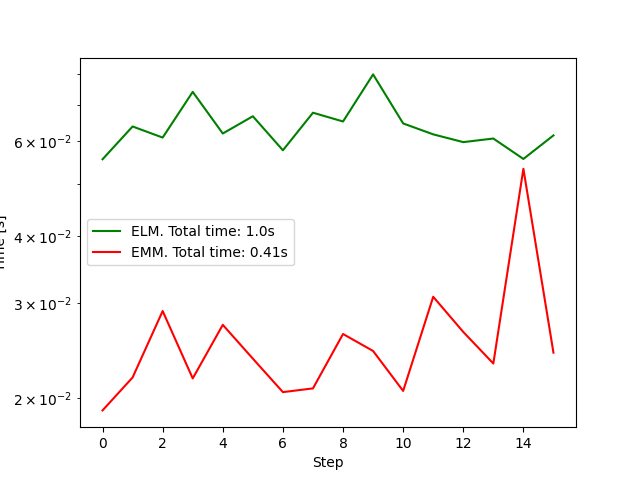 6 × 10⁻²
4 × 10⁻²
3 × 10⁻²
2 × 10⁻²
ELM. Total time: 1.0s
EMM. Total time: 0.41s
0 2 4 6 8 10 12 14
Step